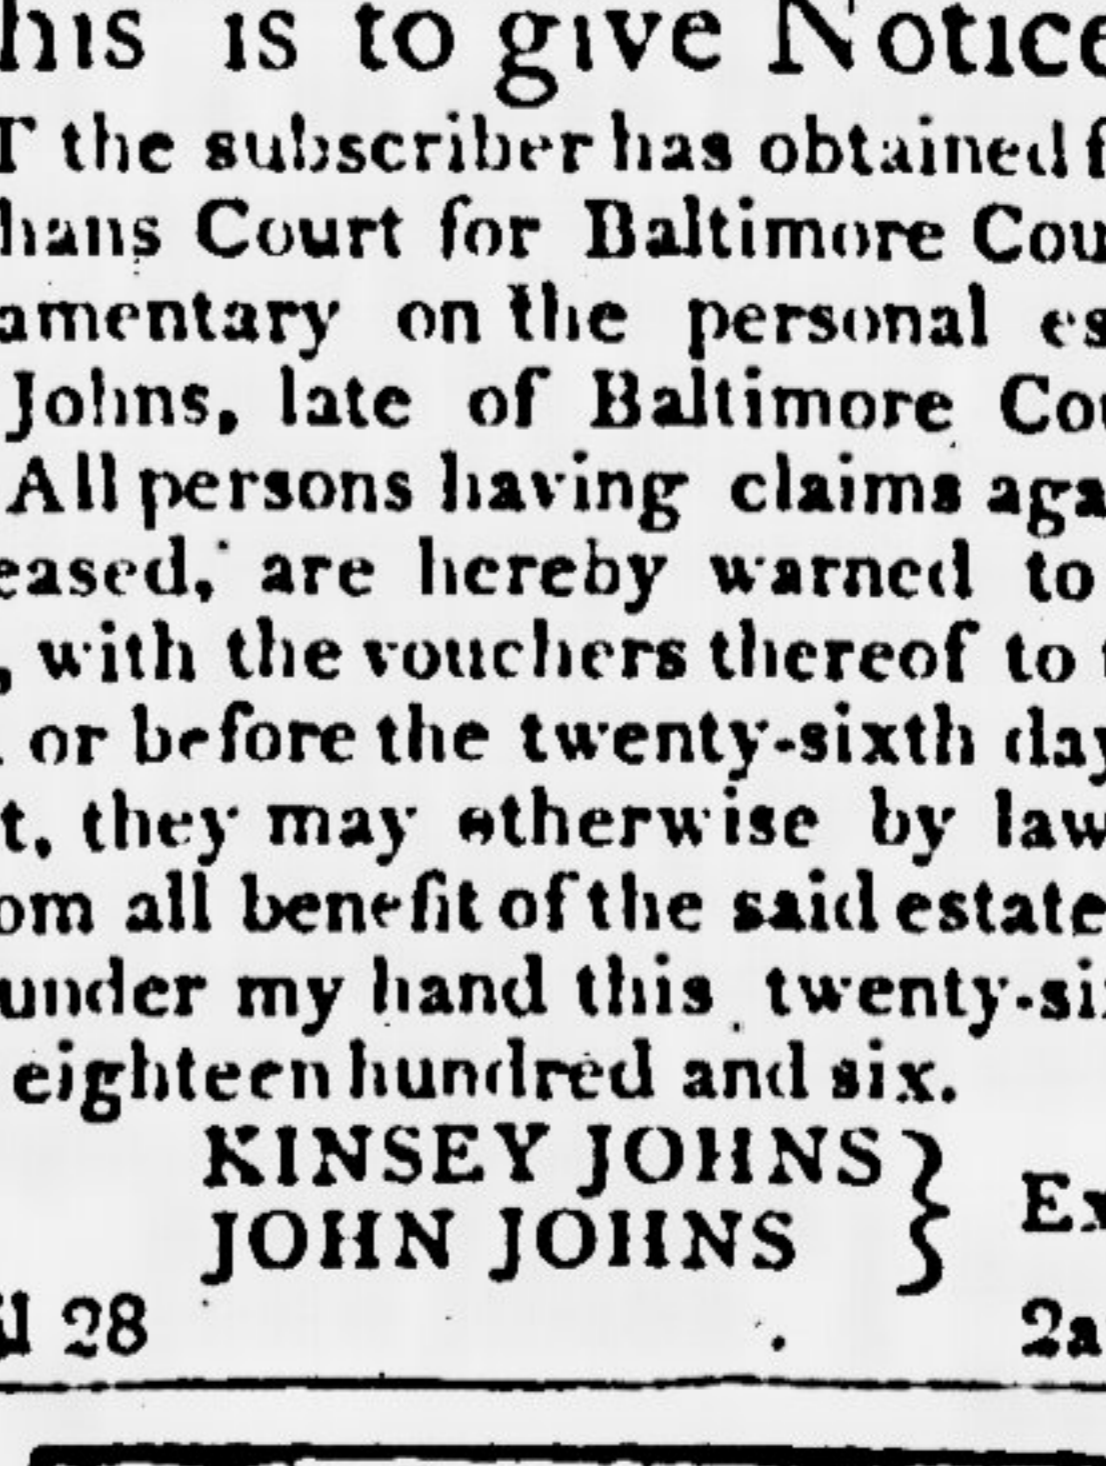 his is to give Notice
T the subscriber has obtained f
hans Court for Baltimore Cou
amentary on the personal es
Johns, late of Baltimore Cou
All persons having claims aga
eased, are hereby warned to
, with the vouchers thereof to t
or before the twenty-sixth day
t, they may otherwise by law
om all benefit of the said estate
under my hand this twenty-six
eighteen hundred and six.
KINSEY JOHNS
JOHN JOHNS } Ex
il 28 2a